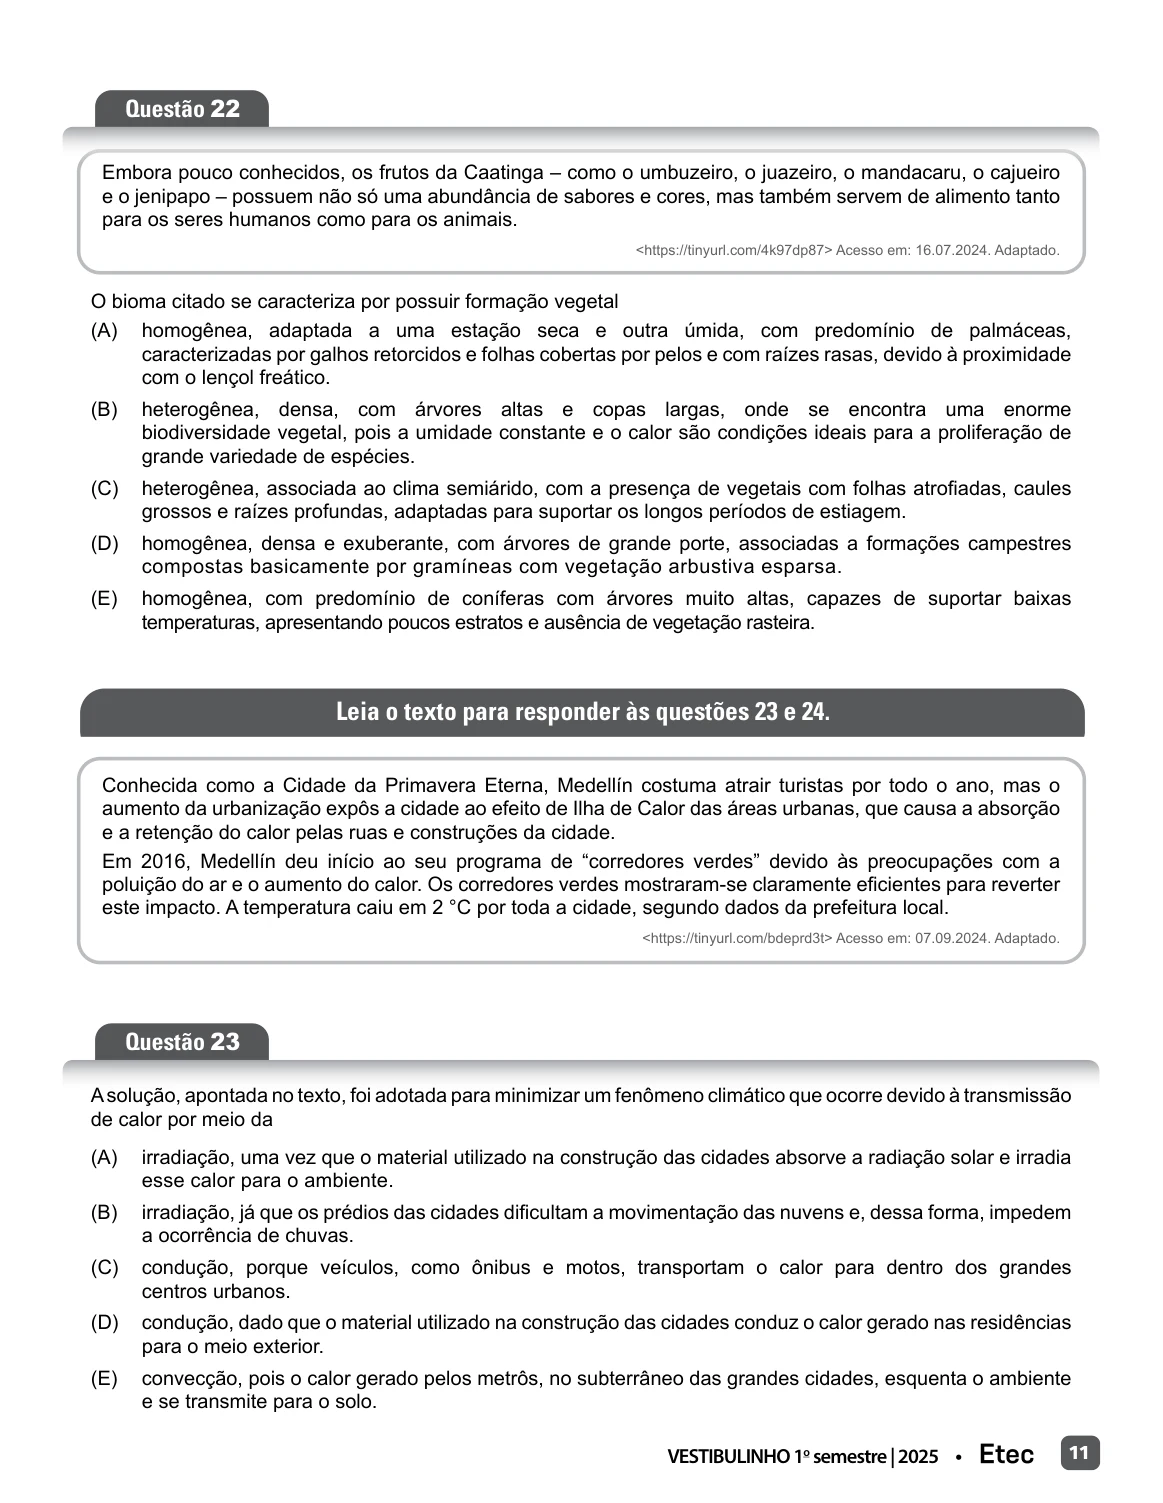 Questão 22
Embora pouco conhecidos, os frutos da Caatinga – como o umbuzeiro, o juazeiro, o mandacaru, o cajueiro
e o jenipapo – possuem não só uma abundância de sabores e cores, mas também servem de alimento tanto
para os seres humanos como para os animais.
<https://tinyurl.com/4k97dp87> Acesso em: 16.07.2024. Adaptado.
O bioma citado se caracteriza por possuir formação vegetal
(A) homogênea, adaptada a uma estação seca e outra úmida, com predomínio de palmáceas,
caracterizadas por galhos retorcidos e folhas cobertas por pelos e com raízes rasas, devido à proximidade
com o lençol freático.
(B) heterogênea, densa, com árvores altas e copas largas, onde se encontra uma enorme
biodiversidade vegetal, pois a umidade constante e o calor são condições ideais para a proliferação de
grande variedade de espécies.
(C) heterogênea, associada ao clima semiárido, com a presença de vegetais com folhas atrofiadas, caules
grossos e raízes profundas, adaptadas para suportar os longos períodos de estiagem.
(D) homogênea, densa e exuberante, com árvores de grande porte, associadas a formações campestres
compostas basicamente por gramíneas com vegetação arbustiva esparsa.
(E) homogênea, com predomínio de coníferas com árvores muito altas, capazes de suportar baixas
temperaturas, apresentando poucos estratos e ausência de vegetação rasteira.
Leia o texto para responder às questões 23 e 24.
Conhecida como a Cidade da Primavera Eterna, Medellín costuma atrair turistas por todo o ano, mas o
aumento da urbanização expôs a cidade ao efeito de Ilha de Calor das áreas urbanas, que causa a absorção
e a retenção do calor pelas ruas e construções da cidade.
Em 2016, Medellín deu início ao seu programa de “corredores verdes” devido às preocupações com a
poluição do ar e o aumento do calor. Os corredores verdes mostraram-se claramente eficientes para reverter
este impacto. A temperatura caiu em 2 °C por toda a cidade, segundo dados da prefeitura local.
<https://tinyurl.com/bdeprd3t> Acesso em: 07.09.2024. Adaptado.
Questão 23
A solução, apontada no texto, foi adotada para minimizar um fenômeno climático que ocorre devido à transmissão
de calor por meio da
(A) irradiação, uma vez que o material utilizado na construção das cidades absorve a radiação solar e irradia
esse calor para o ambiente.
(B) irradiação, já que os prédios das cidades dificultam a movimentação das nuvens e, dessa forma, impedem
a ocorrência de chuvas.
(C) condução, porque veículos, como ônibus e motos, transportam o calor para dentro dos grandes
centros urbanos.
(D) condução, dado que o material utilizado na construção das cidades conduz o calor gerado nas residências
para o meio exterior.
(E) convecção, pois o calor gerado pelos metrôs, no subterrâneo das grandes cidades, esquenta o ambiente
e se transmite para o solo.
VESTIBULINHO 1º semestre | 2025 • Etec 11